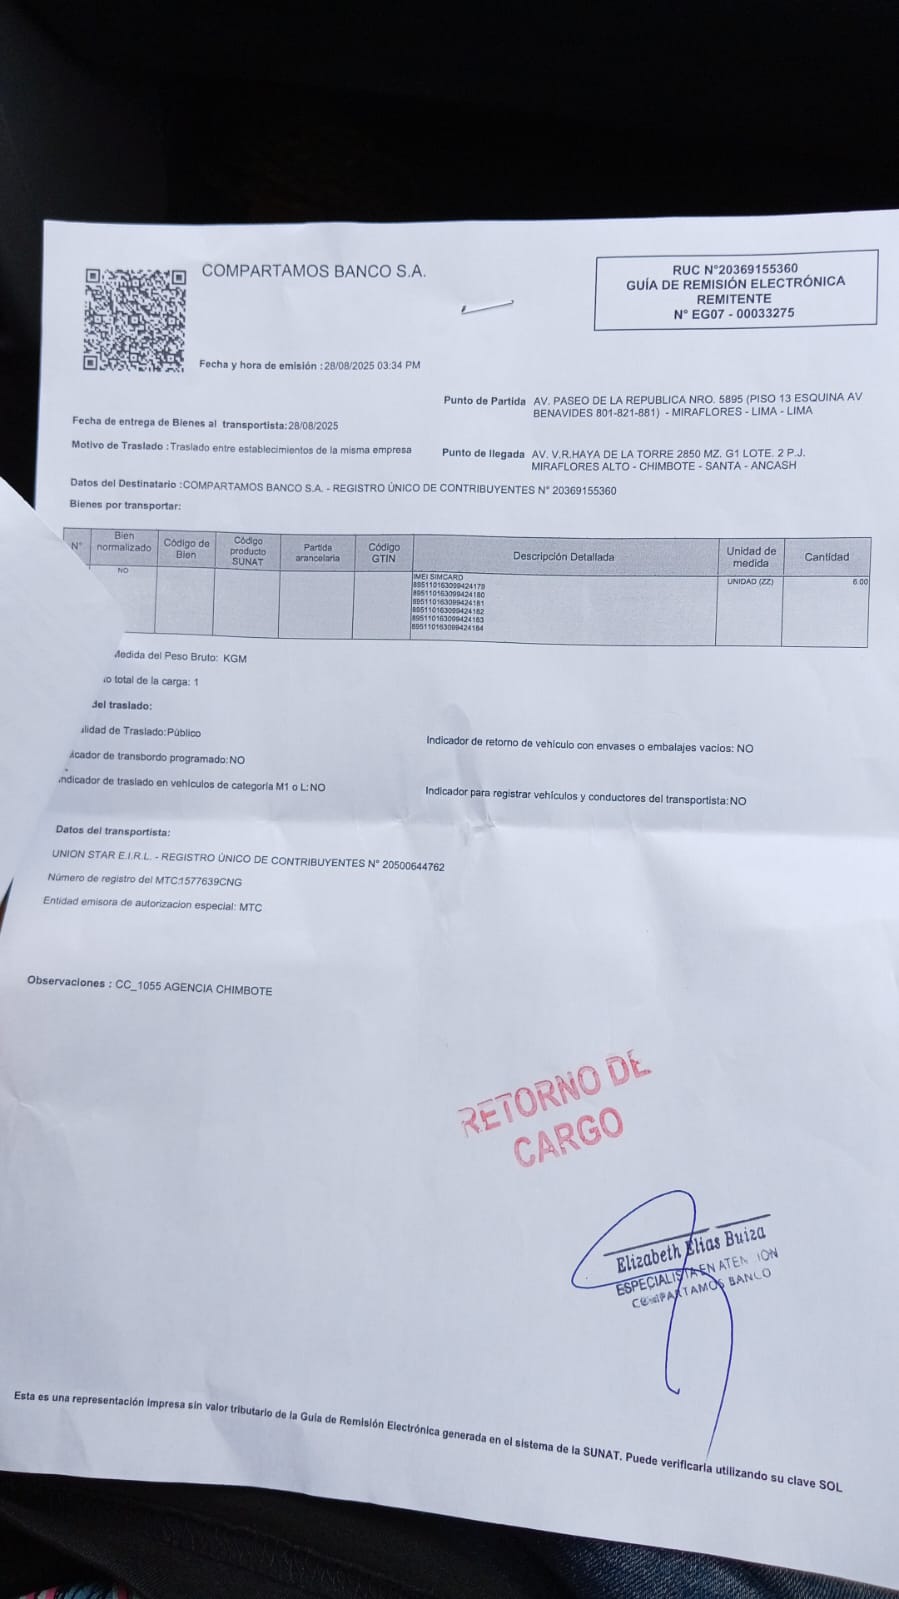 COMPARTAMOS BANCO S.A.
RUC N°20369155360
GUÍA DE REMISIÓN ELECTRÓNICA
REMITENTE
N° EG07 - 00033275
Fecha y hora de emisión :28/08/2025 03:34 PM
Punto de Partida AV. PASEO DE LA REPUBLICA NRO. 5895 (PISO 13 ESQUINA AV
BENAVIDES 801-821-881) - MIRAFLORES - LIMA - LIMA
Fecha de entrega de Bienes al transportista:28/08/2025
Motivo de Traslado :Traslado entre establecimientos de la misma empresa
Punto de llegada AV. V.R.HAYA DE LA TORRE 2850 MZ. G1 LOTE. 2 P.J.
MIRAFLORES ALTO - CHIMBOTE - SANTA - ANCASH
Datos del Destinatario :COMPARTAMOS BANCO S.A. - REGISTRO ÚNICO DE CONTRIBUYENTES N° 20369155360
Bienes por transportar:
N° Bien normalizado Código de Bien Código producto SUNAT Partida arancelaria Código GTIN Descripción Detallada Unidad de medida Cantidad
NO IMEI SIMCARD UNIDAD (ZZ) 6.00
895110163099424179
895110163099424180
895110163099424181
895110163099424182
895110163099424183
895110163099424184
Medida del Peso Bruto: KGM
o total de la carga: 1
del traslado:
lidad de Traslado:Público
Indicador de retorno de vehículo con envases o embalajes vacíos: NO
icador de transbordo programado:NO
ndicador de traslado en vehículos de categoría M1 o L:NO
Indicador para registrar vehículos y conductores del transportista:NO
Datos del transportista:
UNION STAR E.I.R.L. - REGISTRO ÚNICO DE CONTRIBUYENTES N° 20500644762
Número de registro del MTC:1577639CNG
Entidad emisora de autorizacion especial: MTC
Observaciones : CC_1055 AGENCIA CHIMBOTE
RETORNO DE
CARGO
Elizabeth Elias Buiza
ESPECIALISTA EN ATENCION
COMPARTAMOS BANCO
Esta es una representación impresa sin valor tributario de la Guía de Remisión Electrónica generada en el sistema de la SUNAT. Puede verificarla utilizando su clave SOL